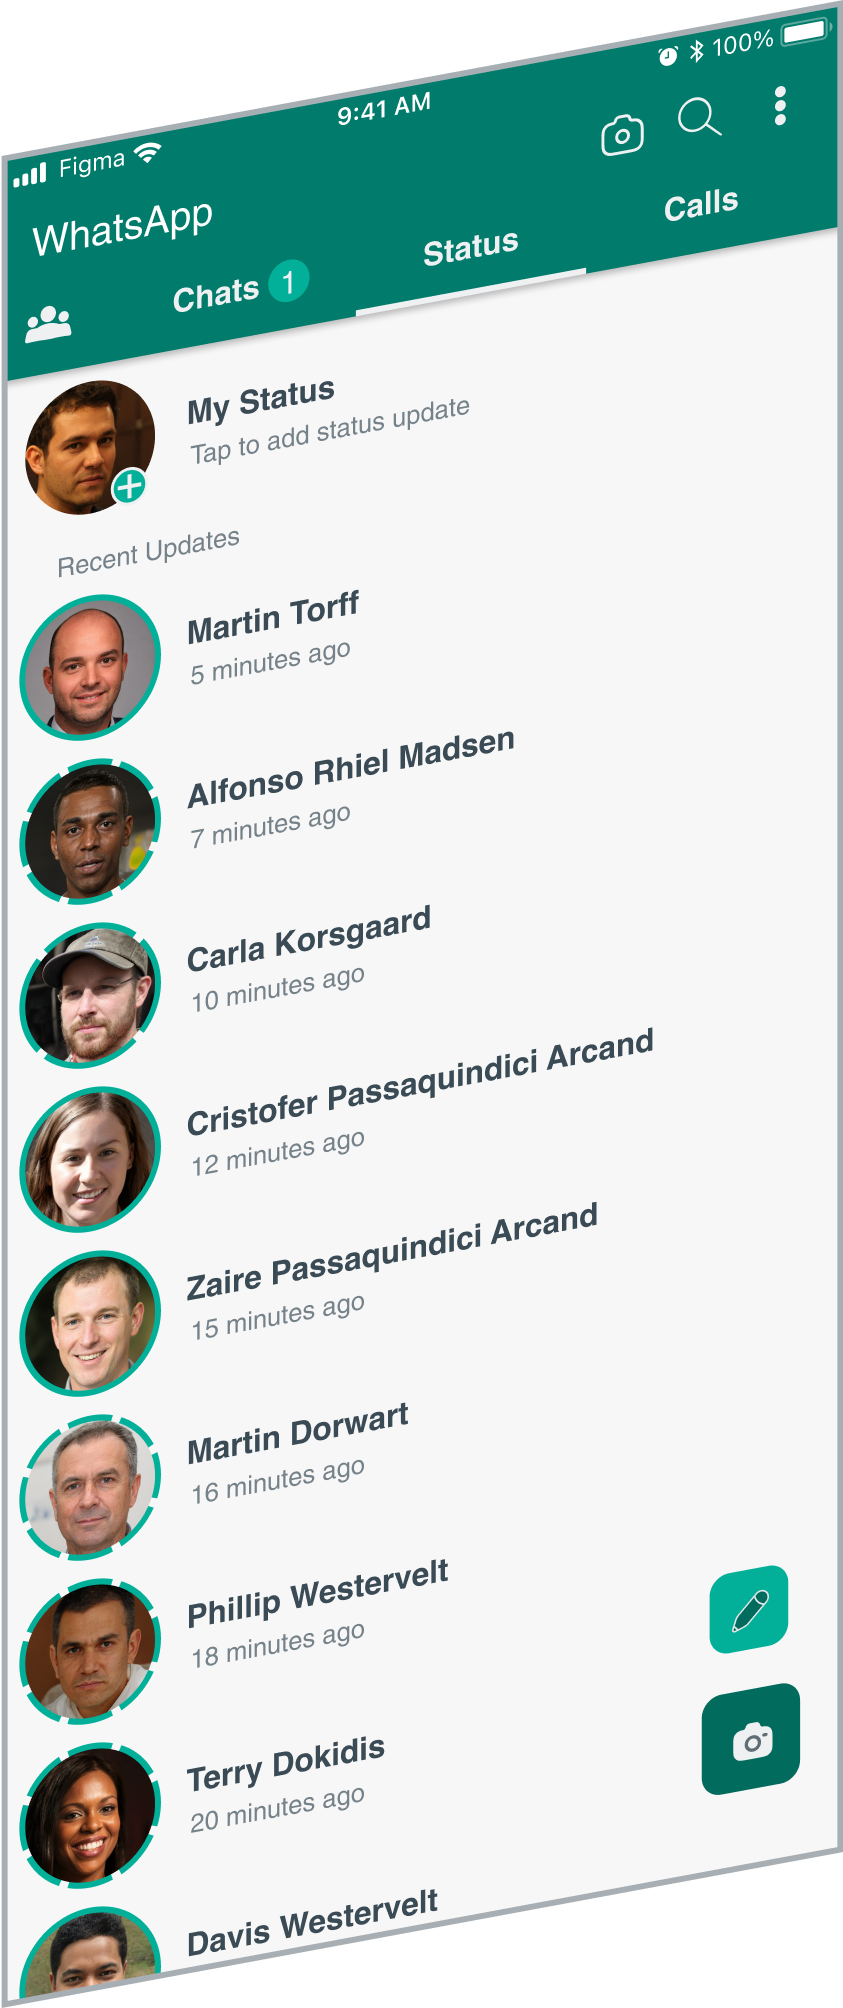 Figma
9:41 AM
100%
WhatsApp
Chats 1
Status
Calls
My Status
Tap to add status update
Recent Updates
Martin Torff
5 minutes ago
Alfonso Rhiel Madsen
7 minutes ago
Carla Korsgaard
10 minutes ago
Cristofer Passaquindici Arcand
12 minutes ago
Zaire Passaquindici Arcand
15 minutes ago
Martin Dorwart
16 minutes ago
Phillip Westervelt
18 minutes ago
Terry Dokidis
20 minutes ago
Davis Westervelt